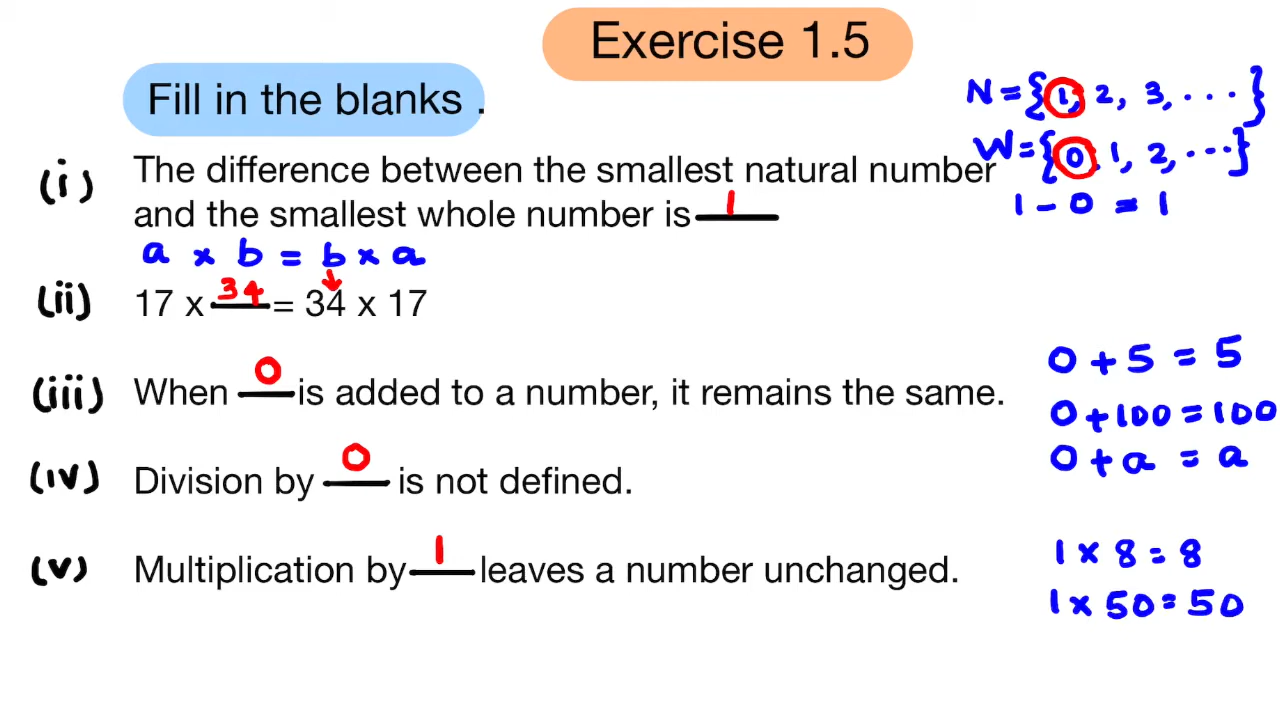 Exercise 1.5
Fill in the blanks .
N = {1, 2, 3, ....}
W = {0, 1, 2, ...}
1 - 0 = 1
(i) The difference between the smallest natural number
and the smallest whole number is 1
a x b = b x a
(ii) 17 x 34 = 34 x 17
0 + 5 = 5
(iii) When 0 is added to a number, it remains the same.
0 + 100 = 100
0 + a = a
(iv) Division by 0 is not defined.
1 x 8 = 8
(v) Multiplication by 1 leaves a number unchanged.
1 x 50 = 50